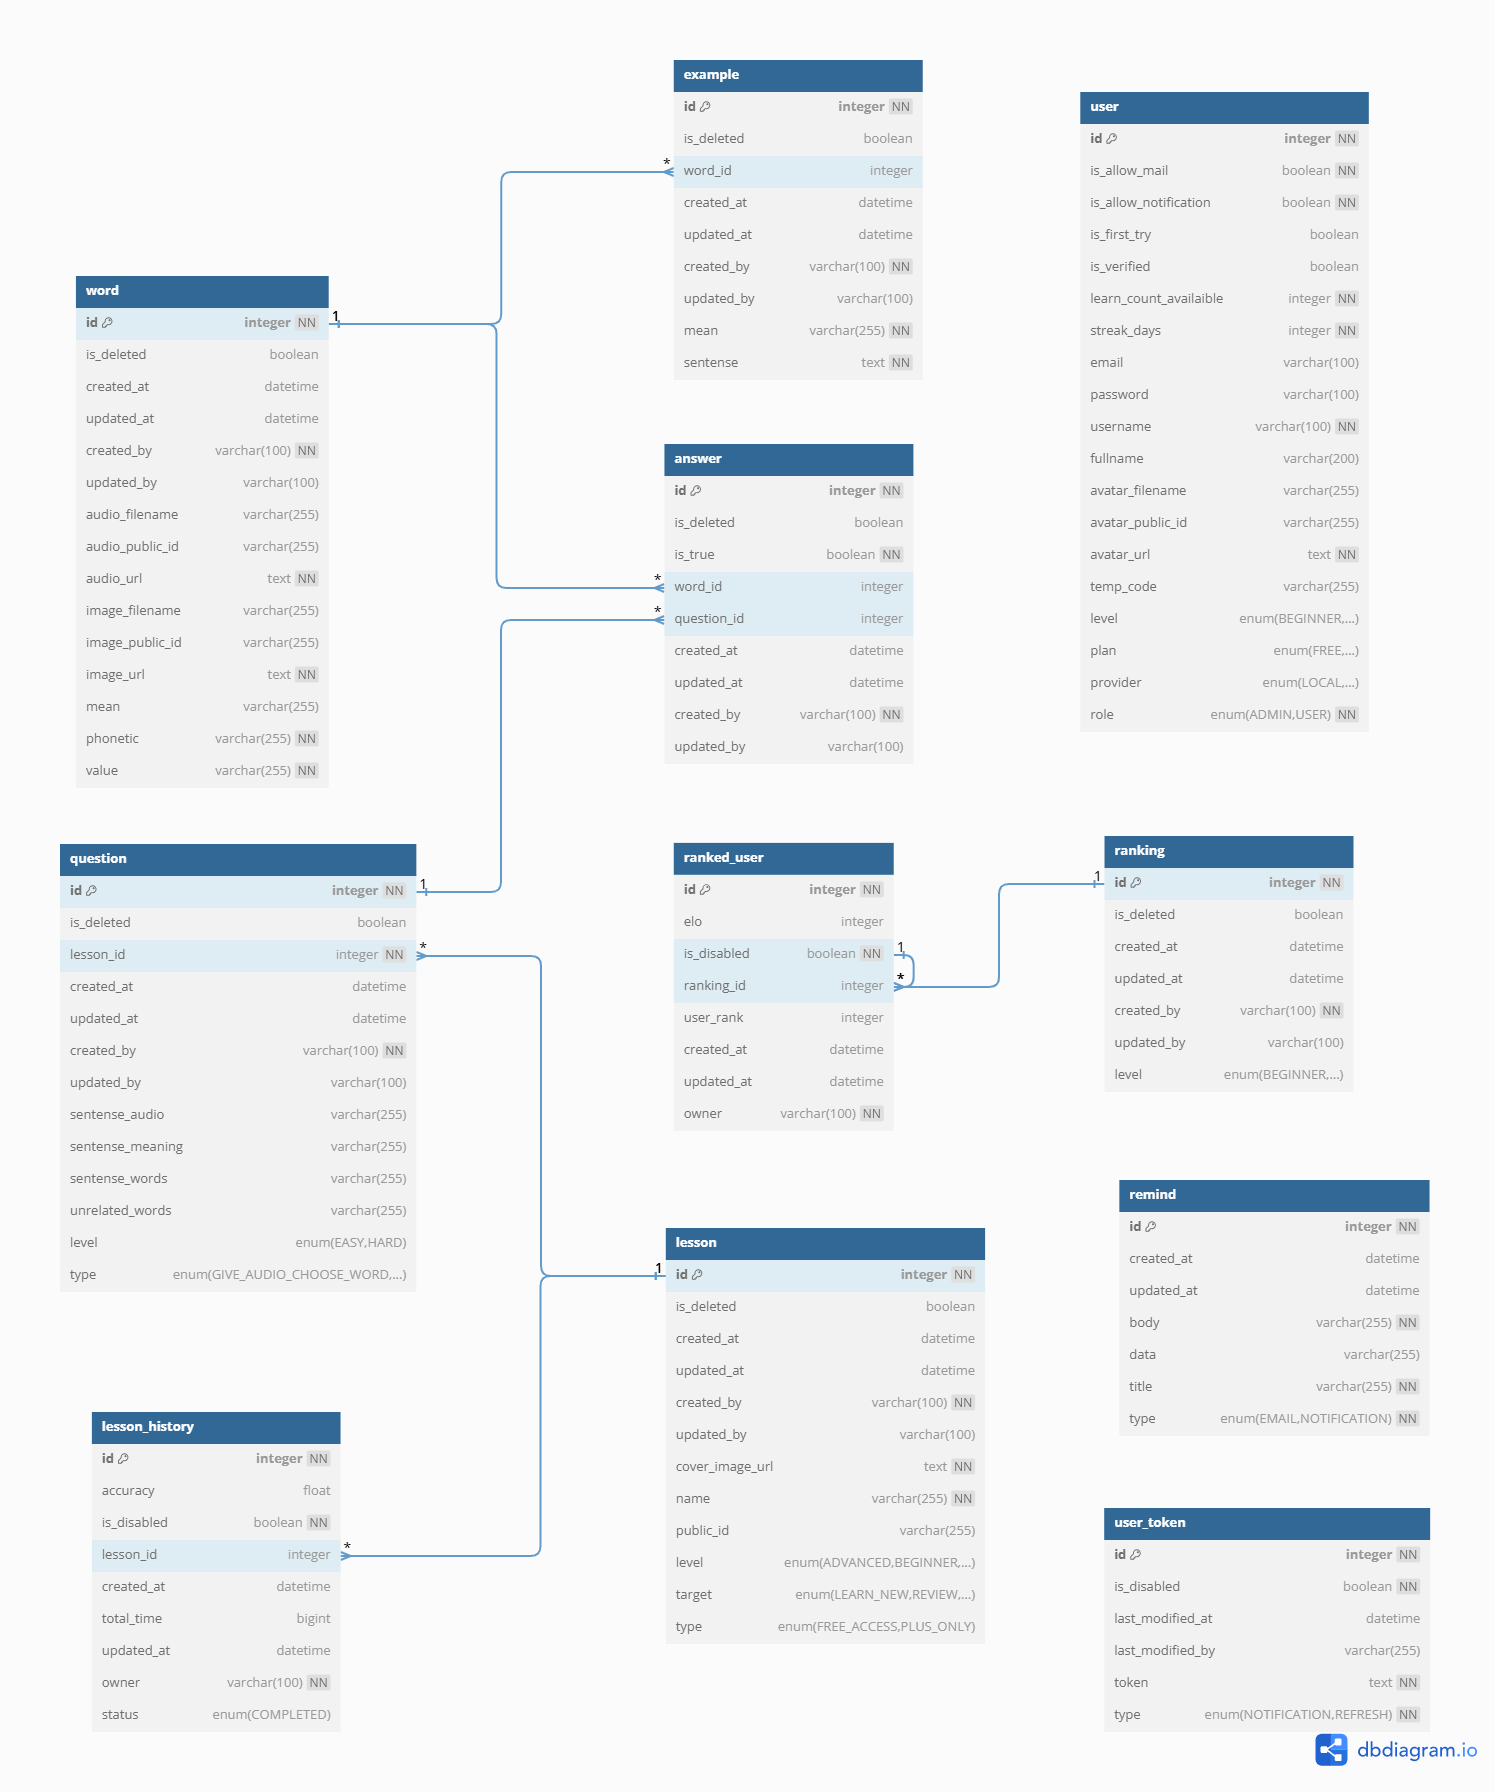 example
id integer NN
is_deleted boolean
* word_id integer
created_at datetime
updated_at datetime
created_by varchar(100) NN
updated_by varchar(100)
mean varchar(255) NN
sentense text NN
user
id integer NN
is_allow_mail boolean NN
is_allow_notification boolean NN
is_first_try boolean
is_verified boolean
learn_count_availaible integer NN
streak_days integer NN
email varchar(100)
password varchar(100)
username varchar(100) NN
fullname varchar(200)
avatar_filename varchar(255)
avatar_public_id varchar(255)
avatar_url text NN
temp_code varchar(255)
level enum(BEGINNER,...)
plan enum(FREE,...)
provider enum(LOCAL,...)
role enum(ADMIN,USER) NN
word
id integer NN 1
is_deleted boolean
created_at datetime
updated_at datetime
created_by varchar(100) NN
updated_by varchar(100)
audio_filename varchar(255)
audio_public_id varchar(255)
audio_url text NN
image_filename varchar(255)
image_public_id varchar(255)
image_url text NN
mean varchar(255)
phonetic varchar(255) NN
value varchar(255) NN
answer
id integer NN
is_deleted boolean
is_true boolean NN
* word_id integer
* question_id integer
created_at datetime
updated_at datetime
created_by varchar(100) NN
updated_by varchar(100)
question
id integer NN 1
is_deleted boolean
lesson_id integer NN *
created_at datetime
updated_at datetime
created_by varchar(100) NN
updated_by varchar(100)
sentense_audio varchar(255)
sentense_meaning varchar(255)
sentense_words varchar(255)
unrelated_words varchar(255)
level enum(EASY,HARD)
type enum(GIVE_AUDIO_CHOOSE_WORD,...)
ranked_user
id integer NN
elo integer
is_disabled boolean NN 1
ranking_id integer *
user_rank integer
created_at datetime
updated_at datetime
owner varchar(100) NN
ranking
1 id integer NN
is_deleted boolean
created_at datetime
updated_at datetime
created_by varchar(100) NN
updated_by varchar(100)
level enum(BEGINNER,...)
remind
id integer NN
created_at datetime
updated_at datetime
body varchar(255) NN
data varchar(255)
title varchar(255) NN
type enum(EMAIL,NOTIFICATION) NN
lesson
1 id integer NN
is_deleted boolean
created_at datetime
updated_at datetime
created_by varchar(100) NN
updated_by varchar(100)
cover_image_url text NN
name varchar(255) NN
public_id varchar(255)
level enum(ADVANCED,BEGINNER,...)
target enum(LEARN_NEW,REVIEW,...)
type enum(FREE_ACCESS,PLUS_ONLY)
lesson_history
id integer NN
accuracy float
is_disabled boolean NN
lesson_id integer *
created_at datetime
total_time bigint
updated_at datetime
owner varchar(100) NN
status enum(COMPLETED)
user_token
id integer NN
is_disabled boolean NN
last_modified_at datetime
last_modified_by varchar(255)
token text NN
type enum(NOTIFICATION,REFRESH) NN
dbdiagram.io